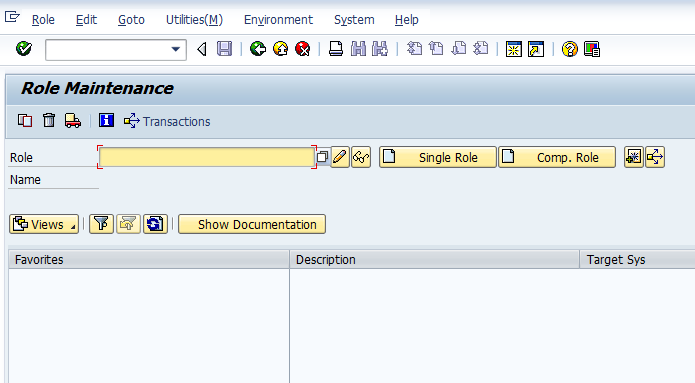 Role Edit Goto Utilities(M) Environment System Help
Role Maintenance
Transactions
Role Single Role Comp. Role
Name
Views Show Documentation
Favorites Description Target Sys